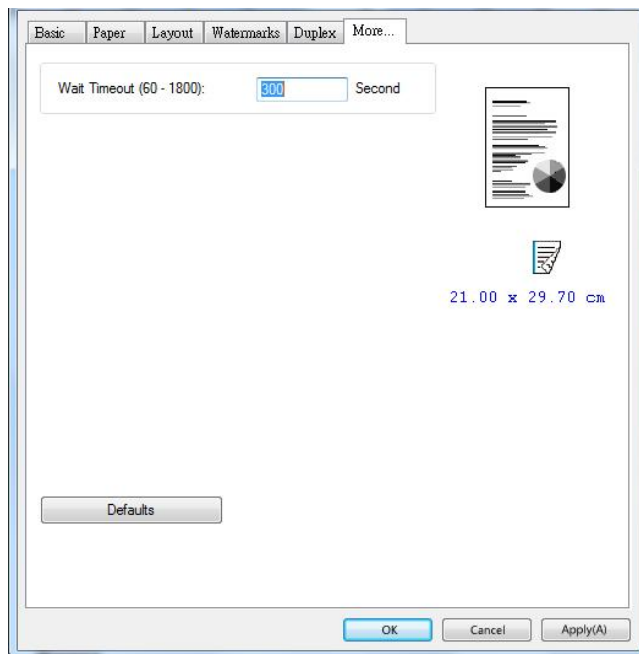 Basic Paper Layout Watermarks Duplex More...
Wait Timeout (60 - 1800): 300 Second
21.00 x 29.70 cm
Defaults
OK Cancel Apply(A)